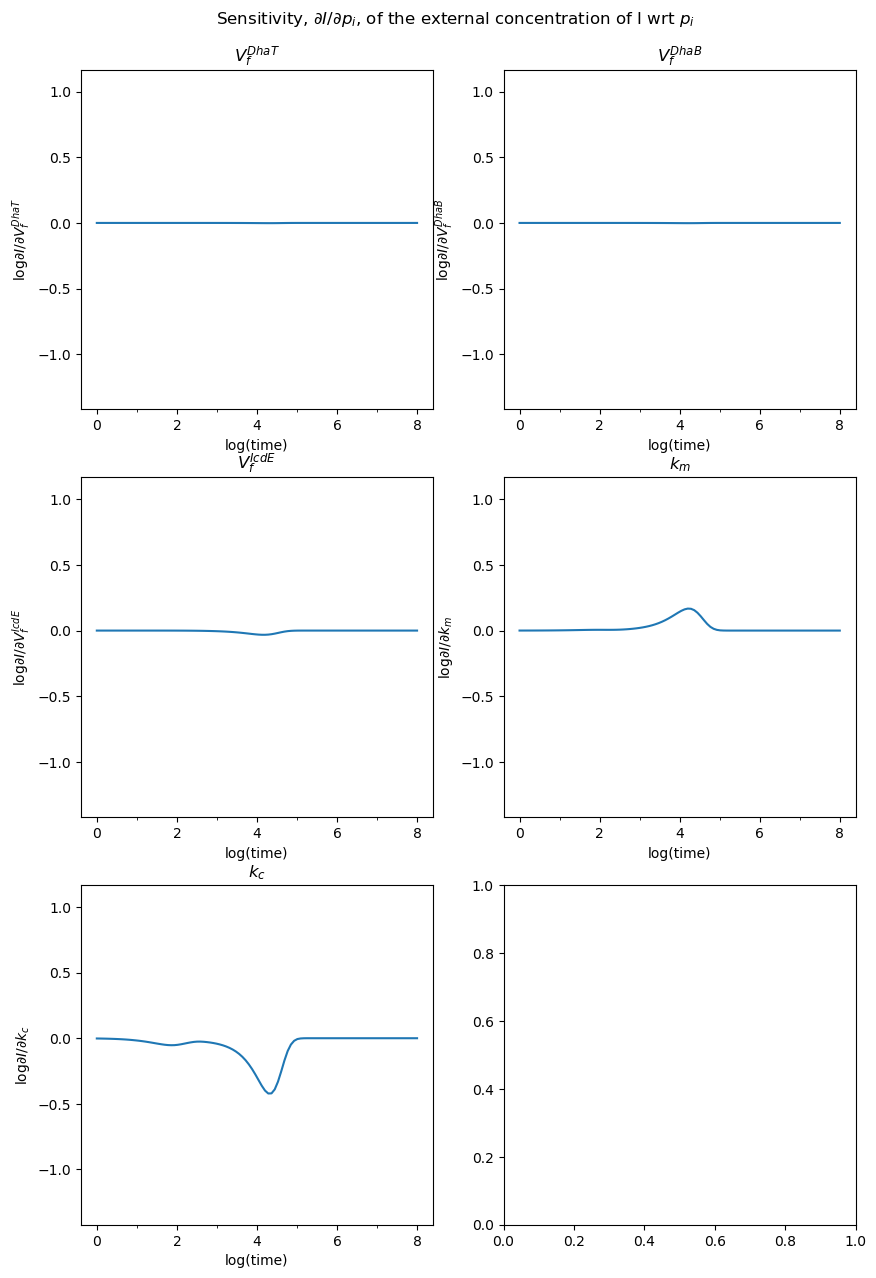 Sensitivity, ∂I/∂p_i, of the external concentration of I wrt p_i
V_f^{DhaT}
V_f^{DhaB}
1.0
0.5
0.0
−0.5
−1.0
log∂I/∂V_f^{DhaT}
0 2 4 6 8
log(time)
1.0
0.5
0.0
−0.5
−1.0
log∂I/∂V_f^{DhaB}
0 2 4 6 8
log(time)
V_f^{IcdE}
k_m
1.0
0.5
0.0
−0.5
−1.0
log∂I/∂V_f^{IcdE}
0 2 4 6 8
log(time)
1.0
0.5
0.0
−0.5
−1.0
log∂I/∂k_m
0 2 4 6 8
log(time)
k_c
1.0
0.5
0.0
−0.5
−1.0
log∂I/∂k_c
0 2 4 6 8
log(time)
1.0
0.8
0.6
0.4
0.2
0.0
0.0 0.2 0.4 0.6 0.8 1.0